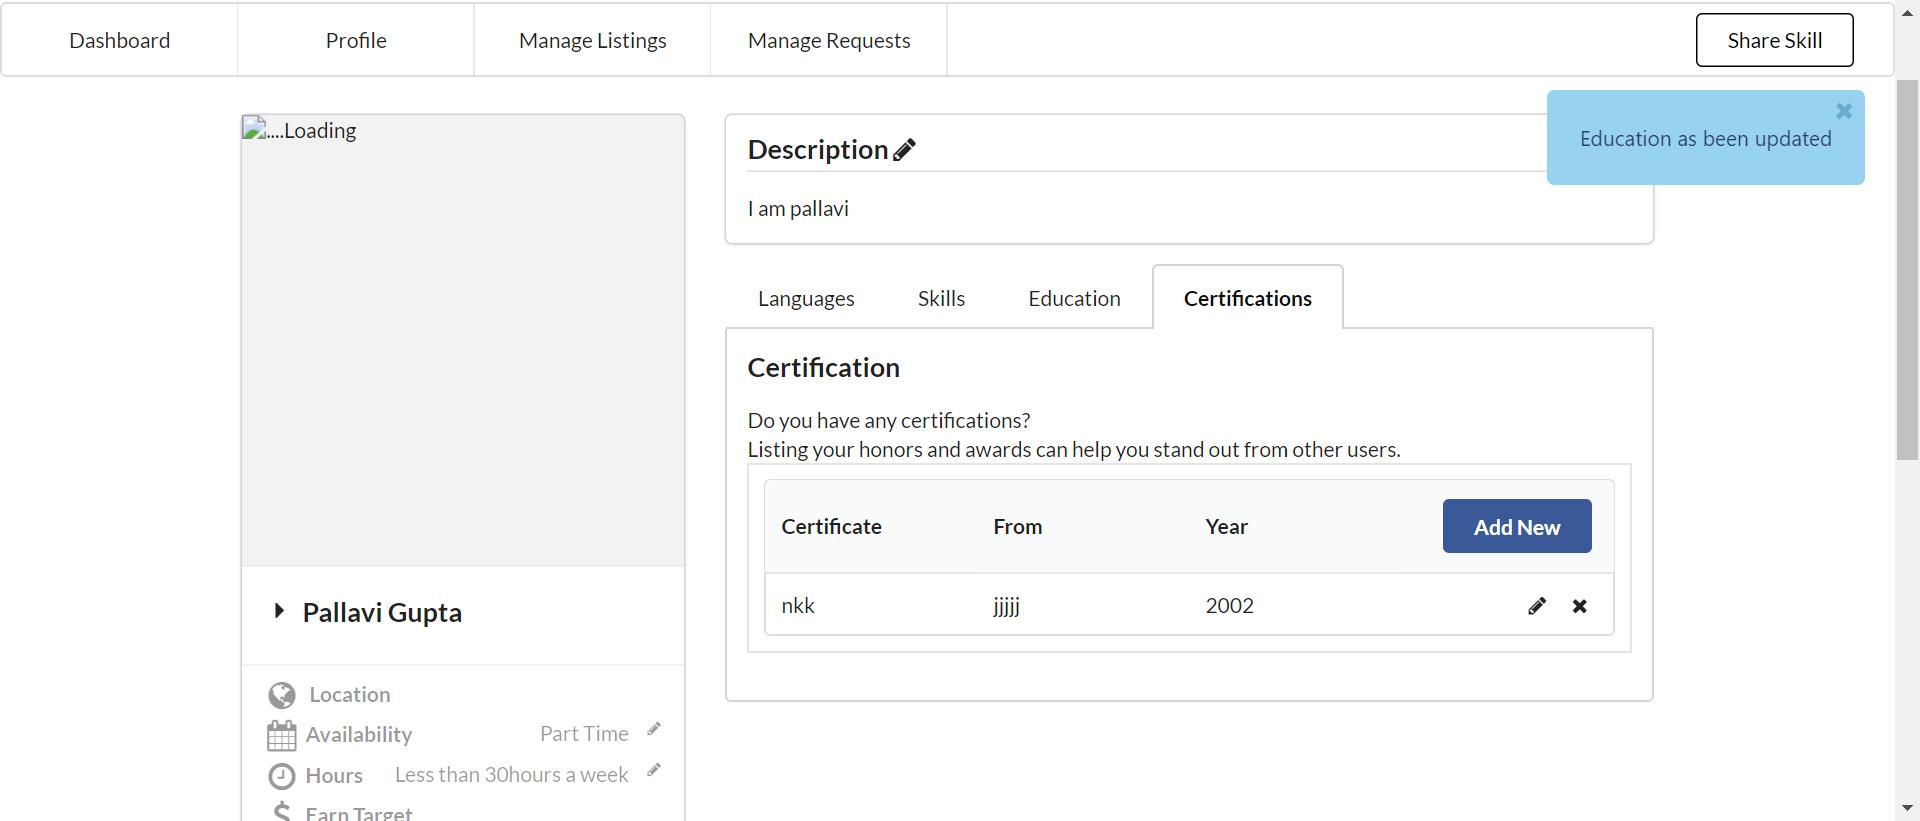 Dashboard
Profile
Manage Listings
Manage Requests
Share Skill
....Loading
Education as been updated
Description
I am pallavi
Languages
Skills
Education
Certifications
Certification
Do you have any certifications?
Listing your honors and awards can help you stand out from other users.
Certificate
From
Year
Add New
nkk
jjjjj
2002
Pallavi Gupta
Location
Availability
Part Time
Hours
Less than 30hours a week
Earn Target